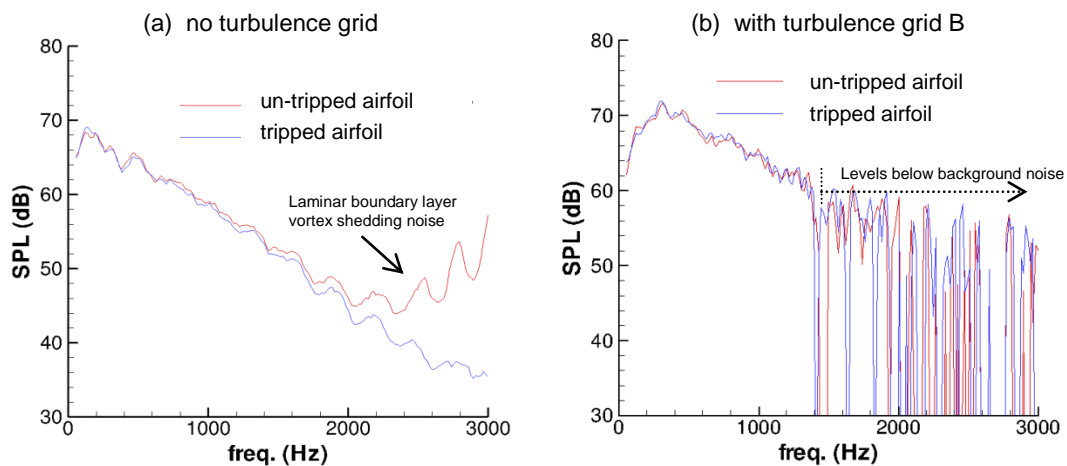 (a) no turbulence grid
80
70
60
50
40
30
SPL (dB)
un-tripped airfoil
tripped airfoil
Laminar boundary layer
vortex shedding noise
0
1000
2000
3000
freq. (Hz)
(b) with turbulence grid B
80
70
60
50
40
30
SPL (dB)
un-tripped airfoil
tripped airfoil
Levels below background noise
0
1000
2000
3000
freq. (Hz)